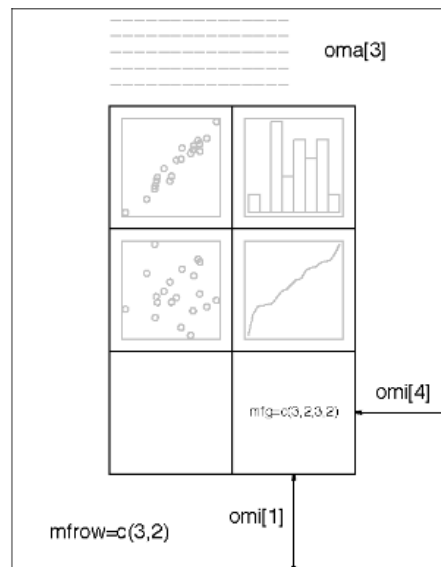 oma[3]
mfg=c(3,2,3,2)
omi[4]
omi[1]
mfrow=c(3,2)